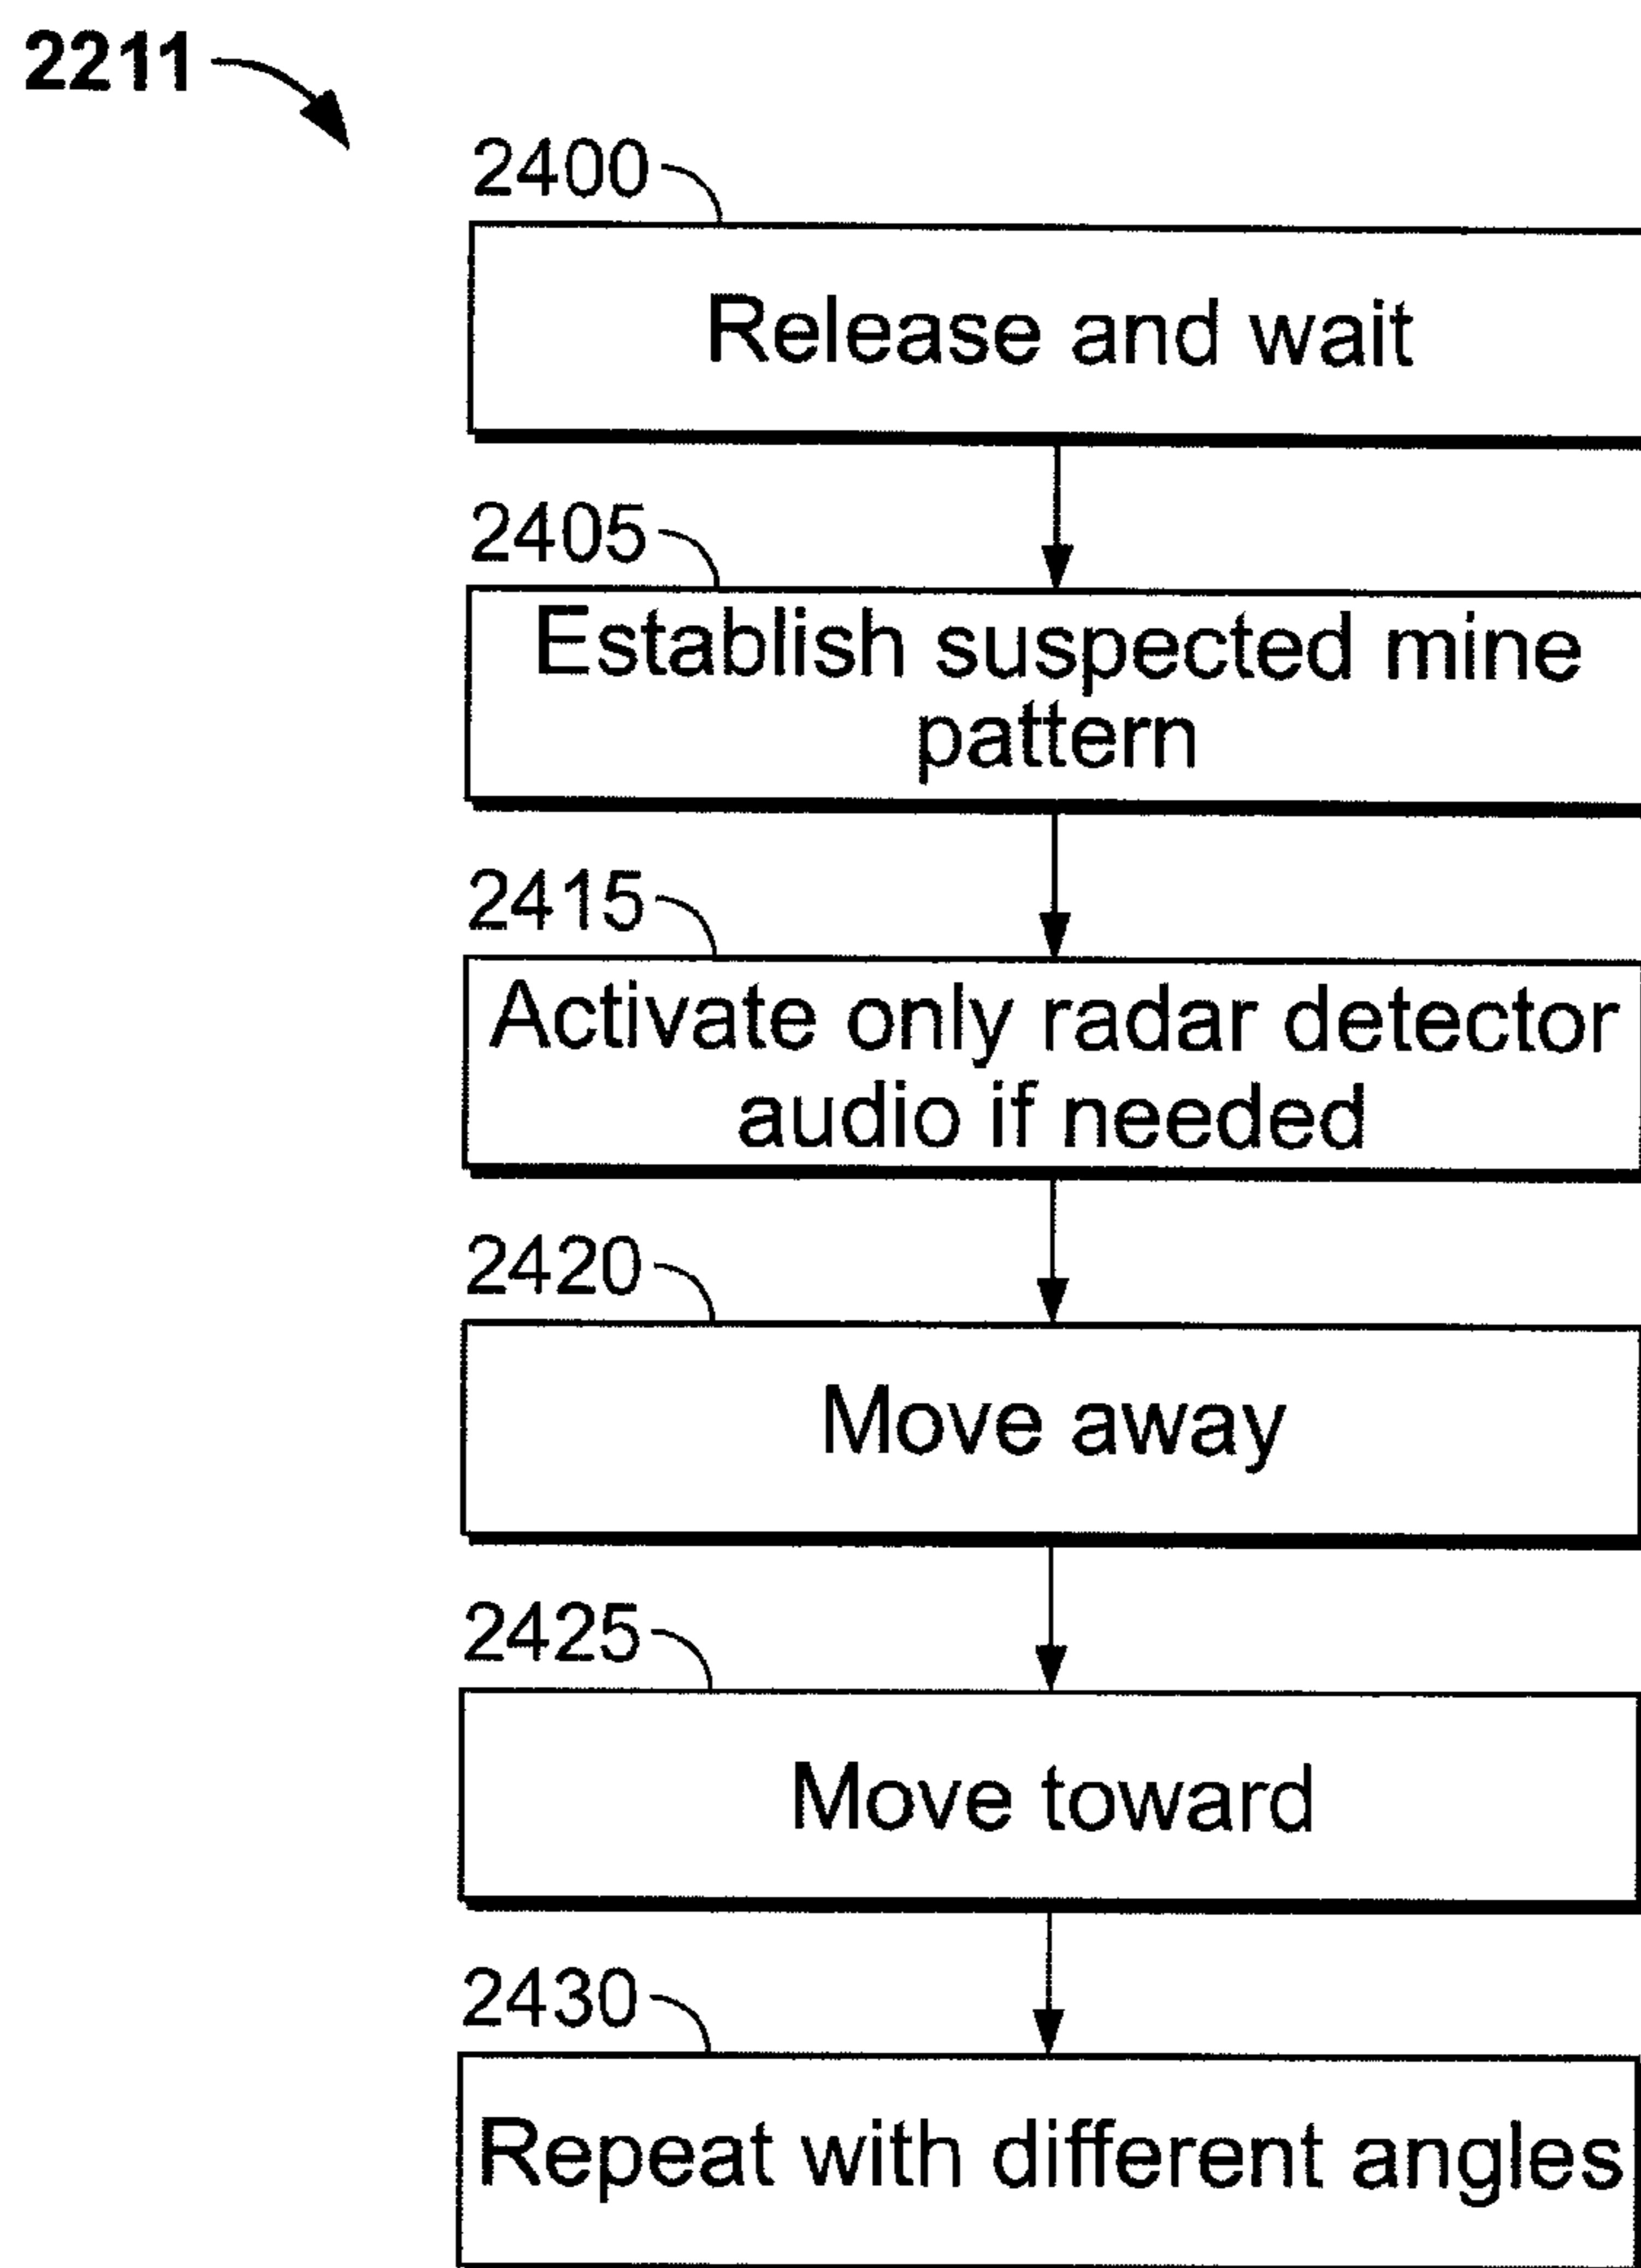 2211
2400
Release and wait
2405
Establish suspected mine
pattern
2415
Activate only radar detector
audio if needed
2420
Move away
2425
Move toward
2430
Repeat with different angles